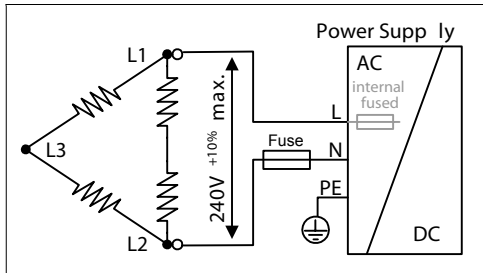 Power Supp ly
L1
AC
internal
fused
L
240V +10% max.
Fuse
N
L3
PE
L2
DC